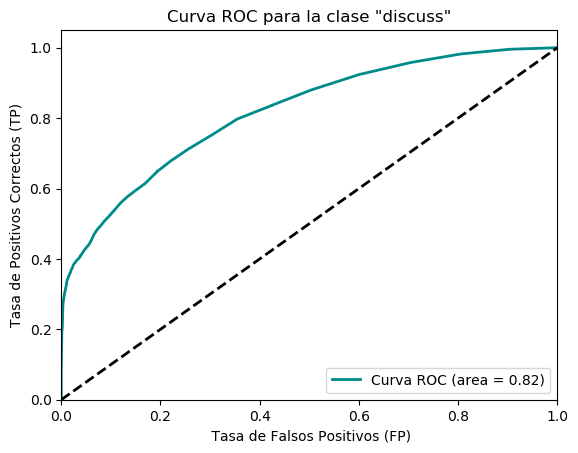 Curva ROC para la clase "discuss"
Tasa de Positivos Correctos (TP)
1.0
0.8
0.6
0.4
0.2
0.0
0.0 0.2 0.4 0.6 0.8 1.0
Tasa de Falsos Positivos (FP)
Curva ROC (area = 0.82)